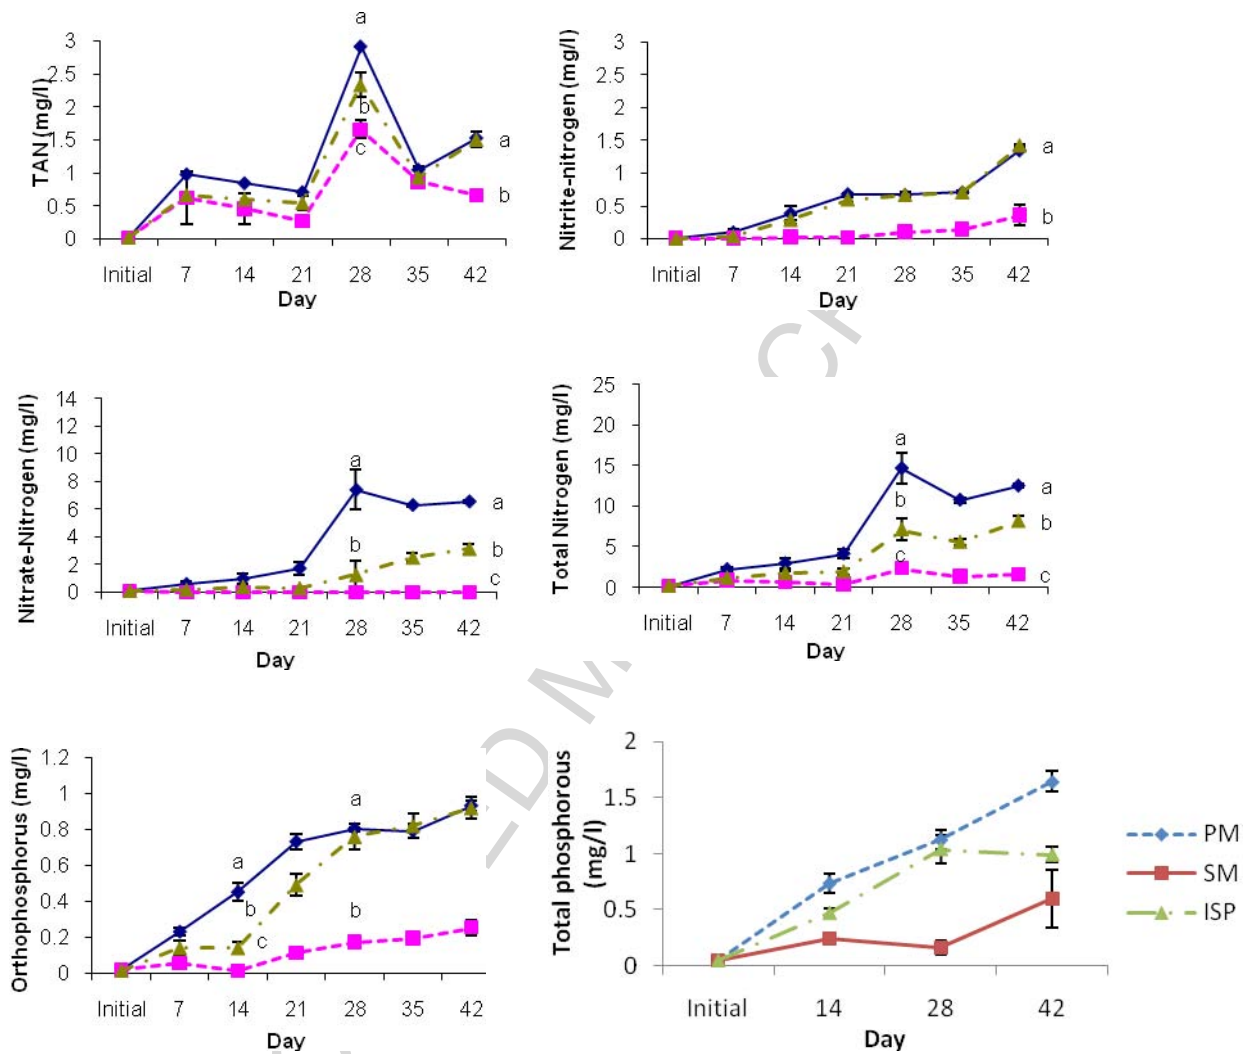 a
3
2.5
2
1.5
1
0.5
0
TAN (mg/l)
b
c
a
b
Initial 7 14 21 28 35 42
Day
3
2.5
2
1.5
1
0.5
0
Nitrite-nitrogen (mg/l)
a
b
Initial 7 14 21 28 35 42
Day
14
12
10
8
6
4
2
0
Nitrate-Nitrogen (mg/l)
a
b
a
b
c
Initial 7 14 21 28 35 42
Day
25
20
15
10
5
0
Total Nitrogen (mg/l)
a
b
c
a
b
c
Initial 7 14 21 28 35 42
Day
1.2
1
0.8
0.6
0.4
0.2
0
Orthophosphorus (mg/l)
a
b
c
a
b
Initial 7 14 21 28 35 42
Day
2
1.5
1
0.5
0
Total phosphorous
(mg/l)
Initial 14 28 42
Day
PM
SM
ISP